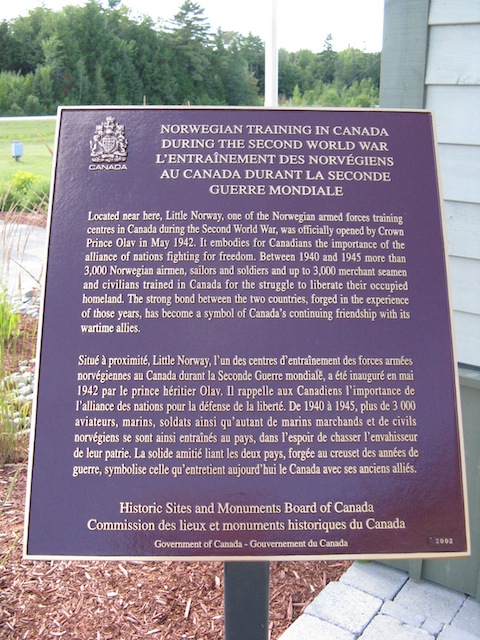 CANADA
NORWEGIAN TRAINING IN CANADA
DURING THE SECOND WORLD WAR
L'ENTRAÎNEMENT DES NORVÉGIENS
AU CANADA DURANT LA SECONDE
GUERRE MONDIALE
Located near here, Little Norway, one of the Norwegian armed forces training
centres in Canada during the Second World War, was officially opened by Crown
Prince Olav in May 1942. It embodies for Canadians the importance of the
alliance of nations fighting for freedom. Between 1940 and 1945 more than
3,000 Norwegian airmen, sailors and soldiers and up to 3,000 merchant seamen
and civilians trained in Canada for the struggle to liberate their occupied
homeland. The strong bond between the two countries, forged in the experience
of those years, has become a symbol of Canada's continuing friendship with its
wartime allies.
Situé à proximité, Little Norway, l'un des centres d'entraînement des forces armées
norvégiennes au Canada durant la Seconde Guerre mondiale, a été inauguré en mai
1942 par le prince héritier Olav. Il rappelle aux Canadiens l'importance de
l'alliance des nations pour la défense de la liberté. De 1940 à 1945, plus de 3 000
aviateurs, marins, soldats ainsi qu'autant de marins marchands et de civils
norvégiens se sont ainsi entraînés au pays, dans l'espoir de chasser l'envahisseur
de leur patrie. La solide amitié liant les deux pays, forgée au creuset des années de
guerre, symbolise celle qu'entretient aujourd'hui le Canada avec ses anciens alliés.
Historic Sites and Monuments Board of Canada
Commission des lieux et monuments historiques du Canada
Government of Canada - Gouvernement du Canada
2002